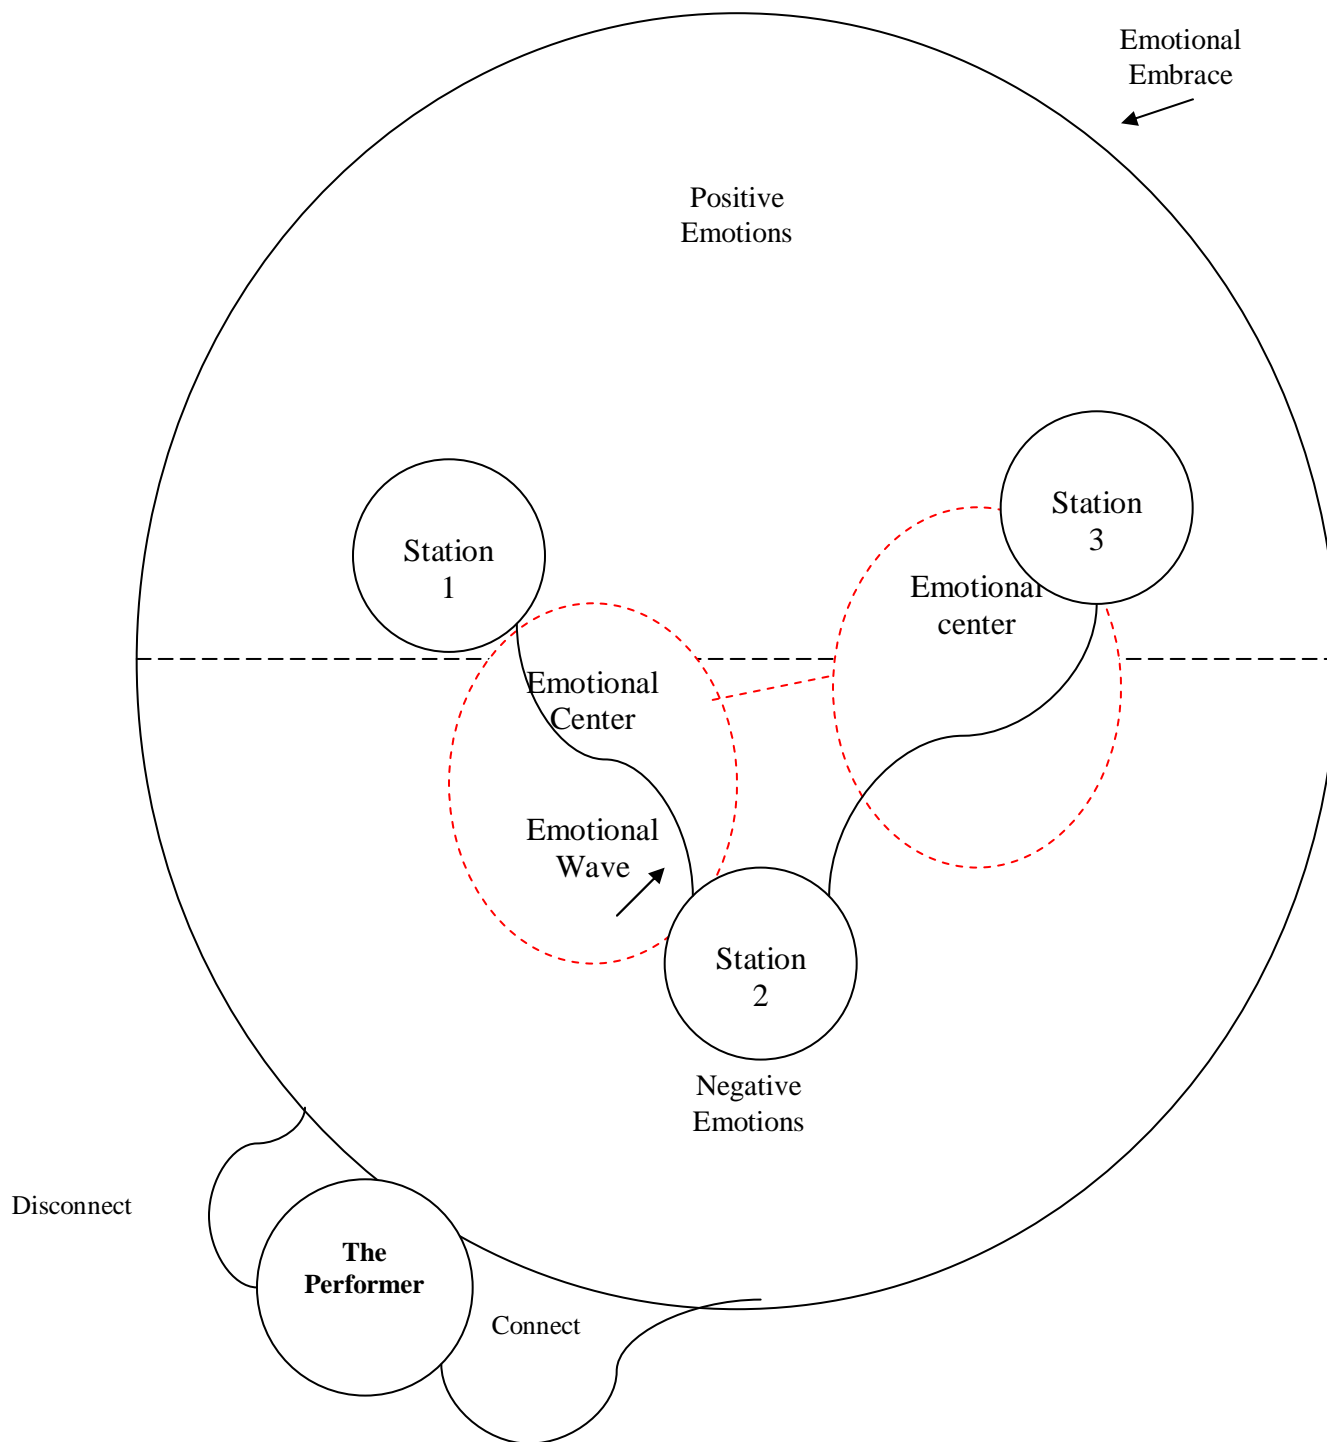 Emotional
Embrace
Positive
Emotions
Station
1
Station
3
Emotional
center
Emotional
Center
Emotional
Wave
Station
2
Negative
Emotions
Disconnect
The
Performer
Connect